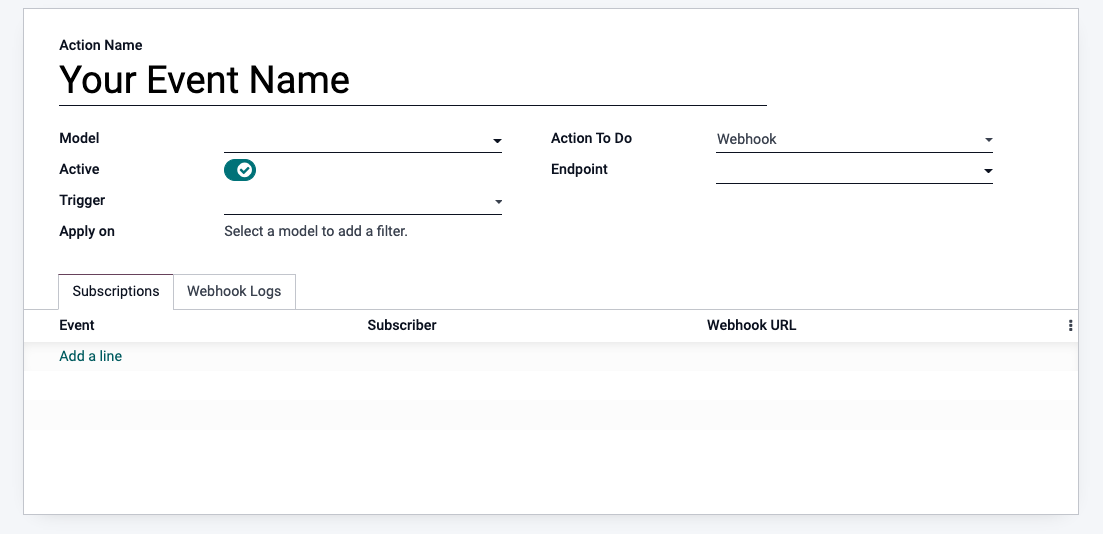 Action Name
Your Event Name
Model
Action To Do Webhook
Active
Endpoint
Trigger
Apply on Select a model to add a filter.
Subscriptions Webhook Logs
Event Subscriber Webhook URL
Add a line